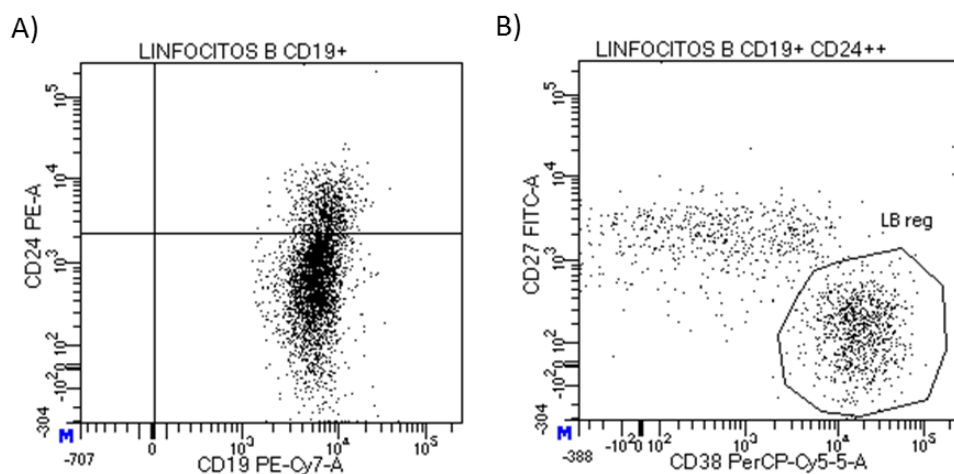 A)
LINFOCITOS B CD19+
CD24 PE-A
10^5
10^4
10^3
10^2
0
-10^2
-304
M
-707
0
10^3
10^4
10^5
CD19 PE-Cy7-A
B)
LINFOCITOS B CD19+ CD24++
CD27 FITC-A
10^5
10^4
10^3
10^2
0
-10^2
-304
LB reg
M
-388
-10^2 0 10^2
10^3
10^4
10^5
CD38 PerCP-Cy5-5-A